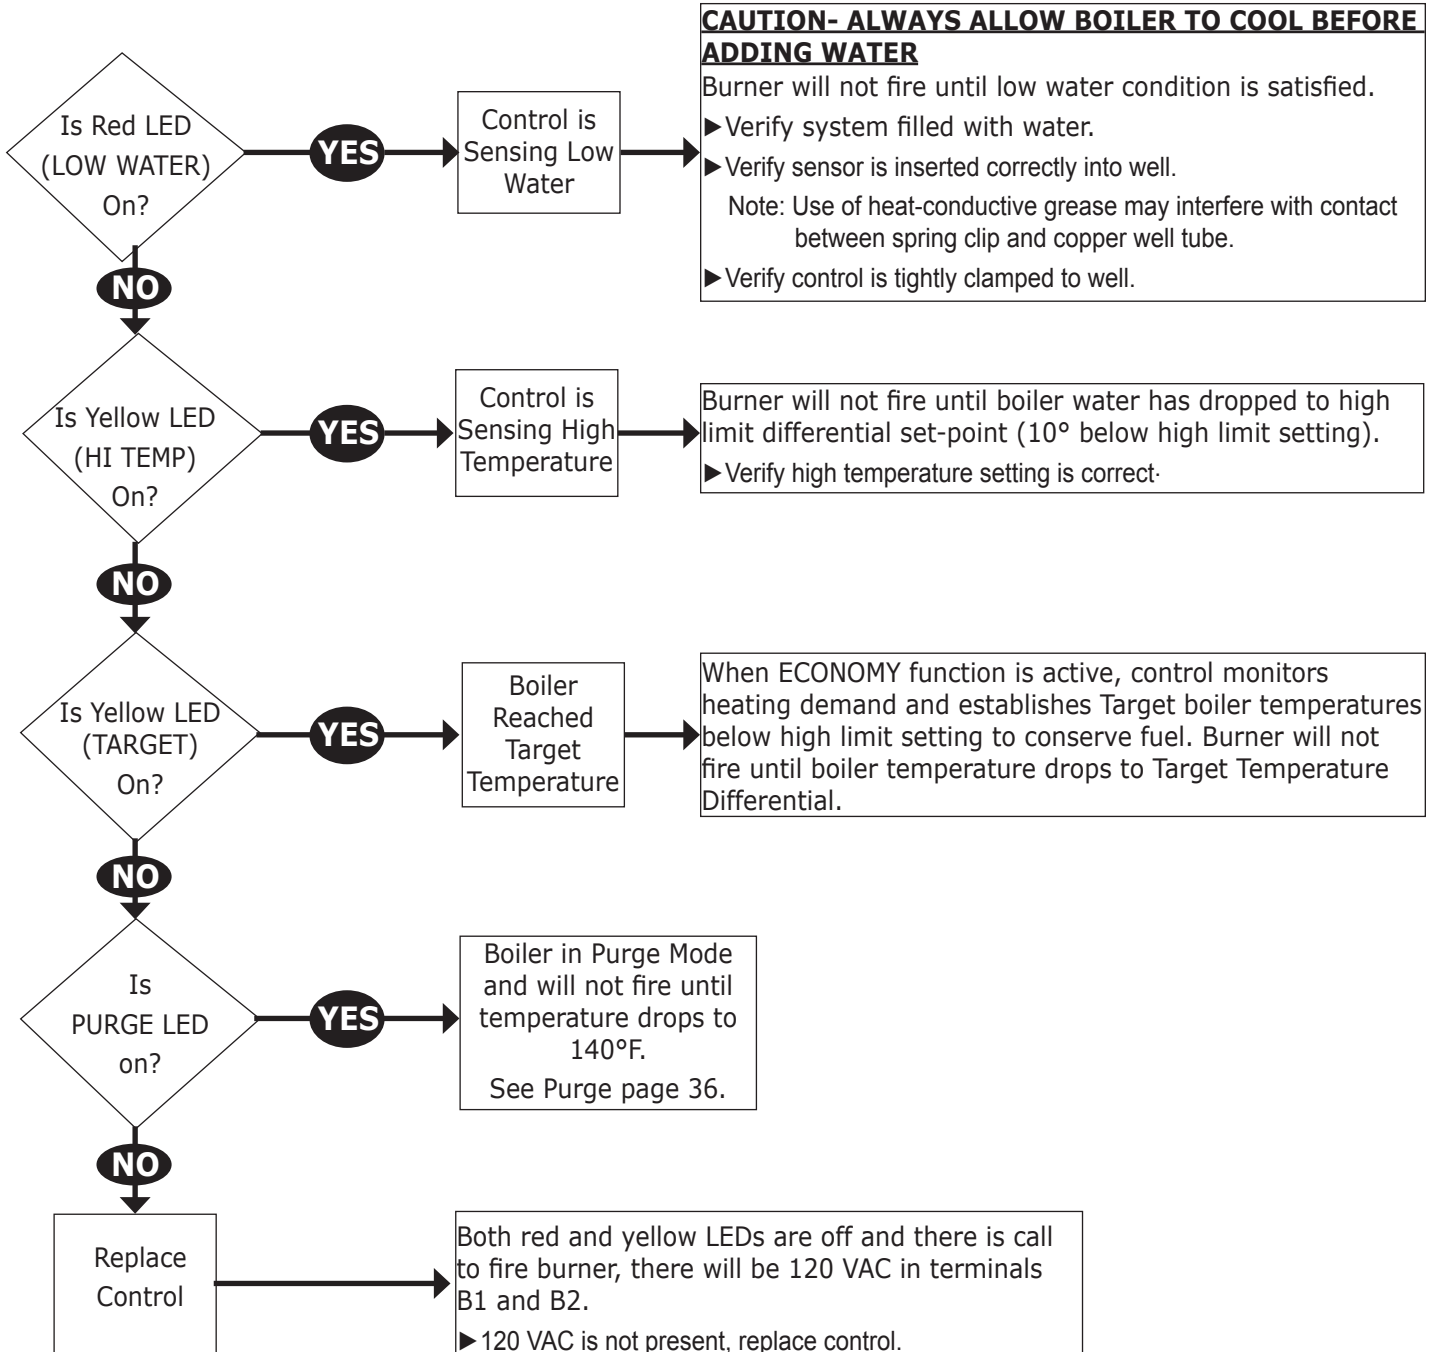 CAUTION- ALWAYS ALLOW BOILER TO COOL BEFORE
ADDING WATER
Burner will not fire until low water condition is satisfied.
►Verify system filled with water.
►Verify sensor is inserted correctly into well.
Note: Use of heat-conductive grease may interfere with contact
between spring clip and copper well tube.
►Verify control is tightly clamped to well.
Is Red LED
(LOW WATER)
On?
YES
Control is
Sensing Low
Water
NO
Is Yellow LED
(HI TEMP)
On?
YES
Control is
Sensing High
Temperature
Burner will not fire until boiler water has dropped to high
limit differential set-point (10° below high limit setting).
►Verify high temperature setting is correct.
NO
Is Yellow LED
(TARGET)
On?
YES
Boiler
Reached
Target
Temperature
When ECONOMY function is active, control monitors
heating demand and establishes Target boiler temperatures
below high limit setting to conserve fuel. Burner will not
fire until boiler temperature drops to Target Temperature
Differential.
NO
Is
PURGE LED
on?
YES
Boiler in Purge Mode
and will not fire until
temperature drops to
140°F.
See Purge page 36.
NO
Replace
Control
Both red and yellow LEDs are off and there is call
to fire burner, there will be 120 VAC in terminals
B1 and B2.
►120 VAC is not present, replace control.